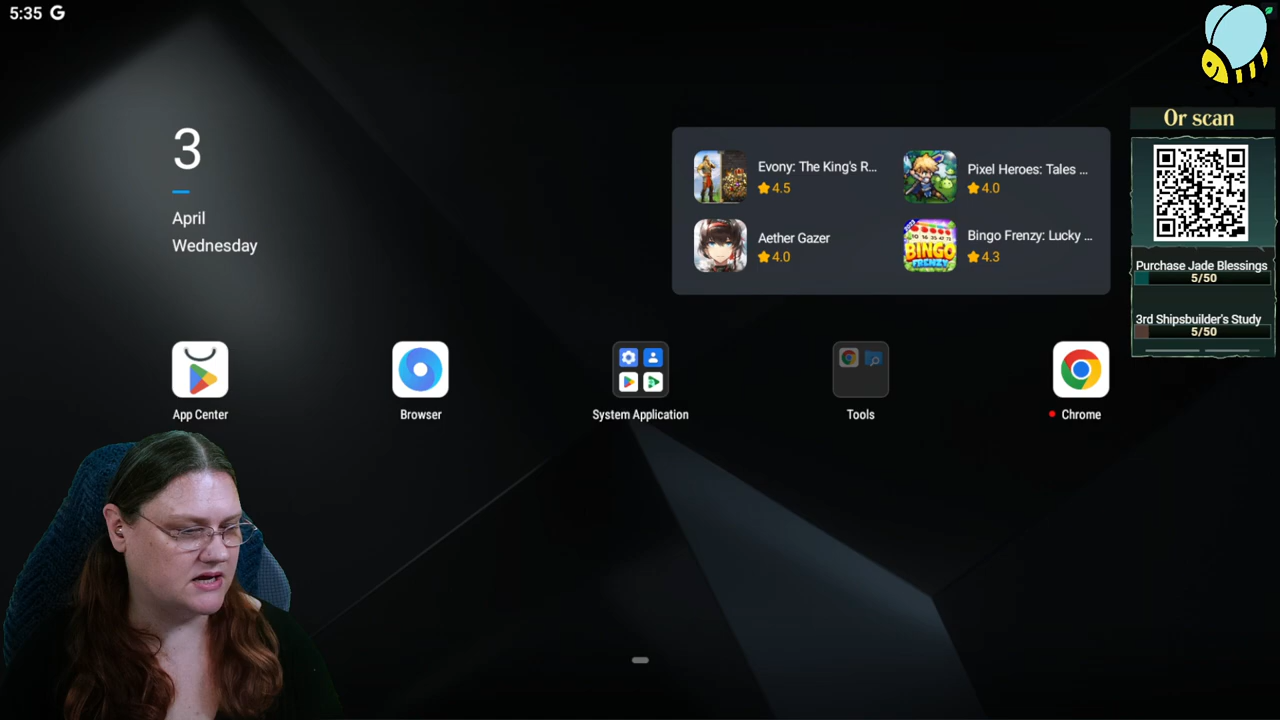 5:35 G
3
April
Wednesday
Evony: The King's R...
4.5
Pixel Heroes: Tales ...
4.0
Aether Gazer
4.0
Bingo Frenzy: Lucky ...
4.3
BINGO
FRENZY
Or scan
Purchase Jade Blessings
5/50
3rd Shipsbuilder's Study
5/50
App Center
Browser
System Application
Tools
Chrome